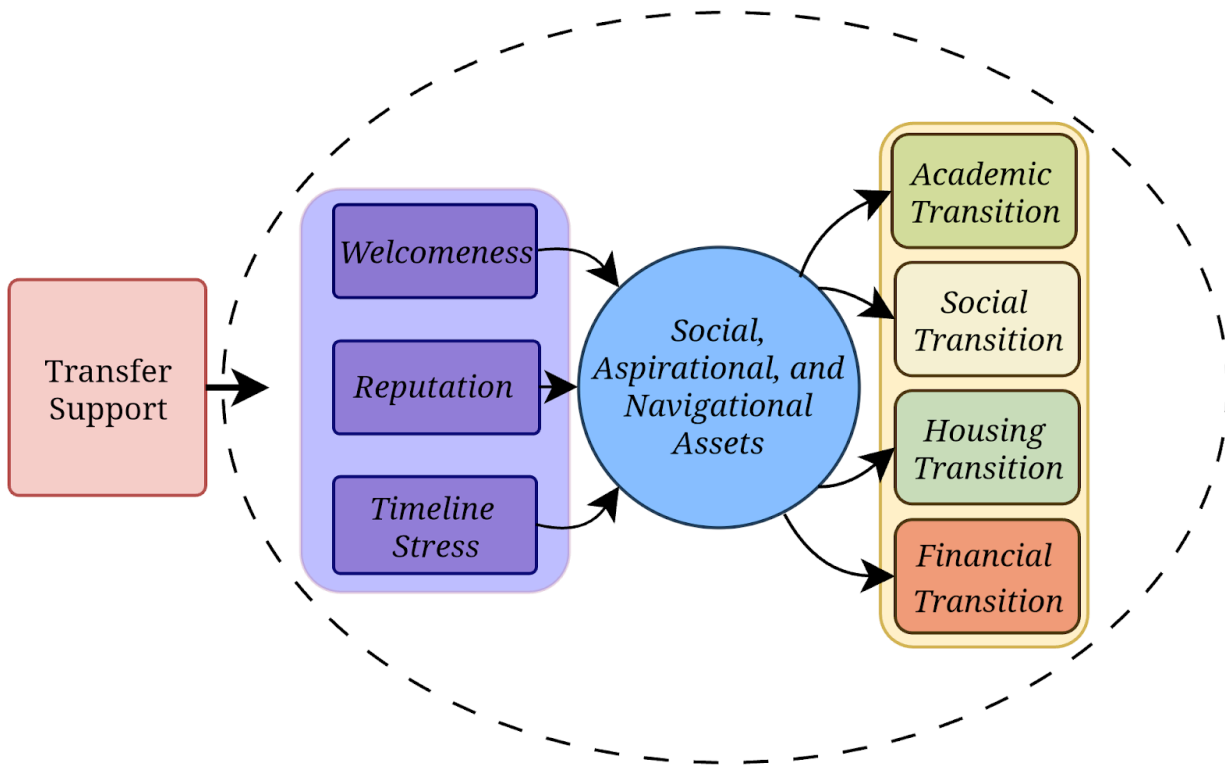 Transfer
Support
Welcomeness
Reputation
Timeline
Stress
Social,
Aspirational, and
Navigational
Assets
Academic
Transition
Social
Transition
Housing
Transition
Financial
Transition